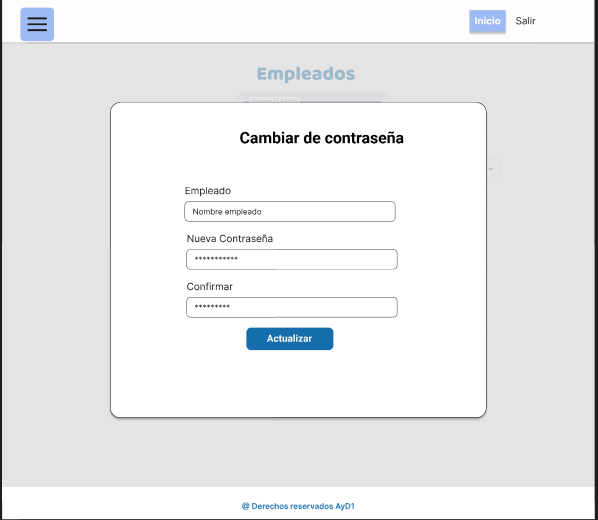 Inicio Salir
Empleados
Cambiar de contraseña
Empleado
Nombre empleado
Nueva Contraseña
***********
Confirmar
*********
Actualizar
@ Derechos reservados AyD1